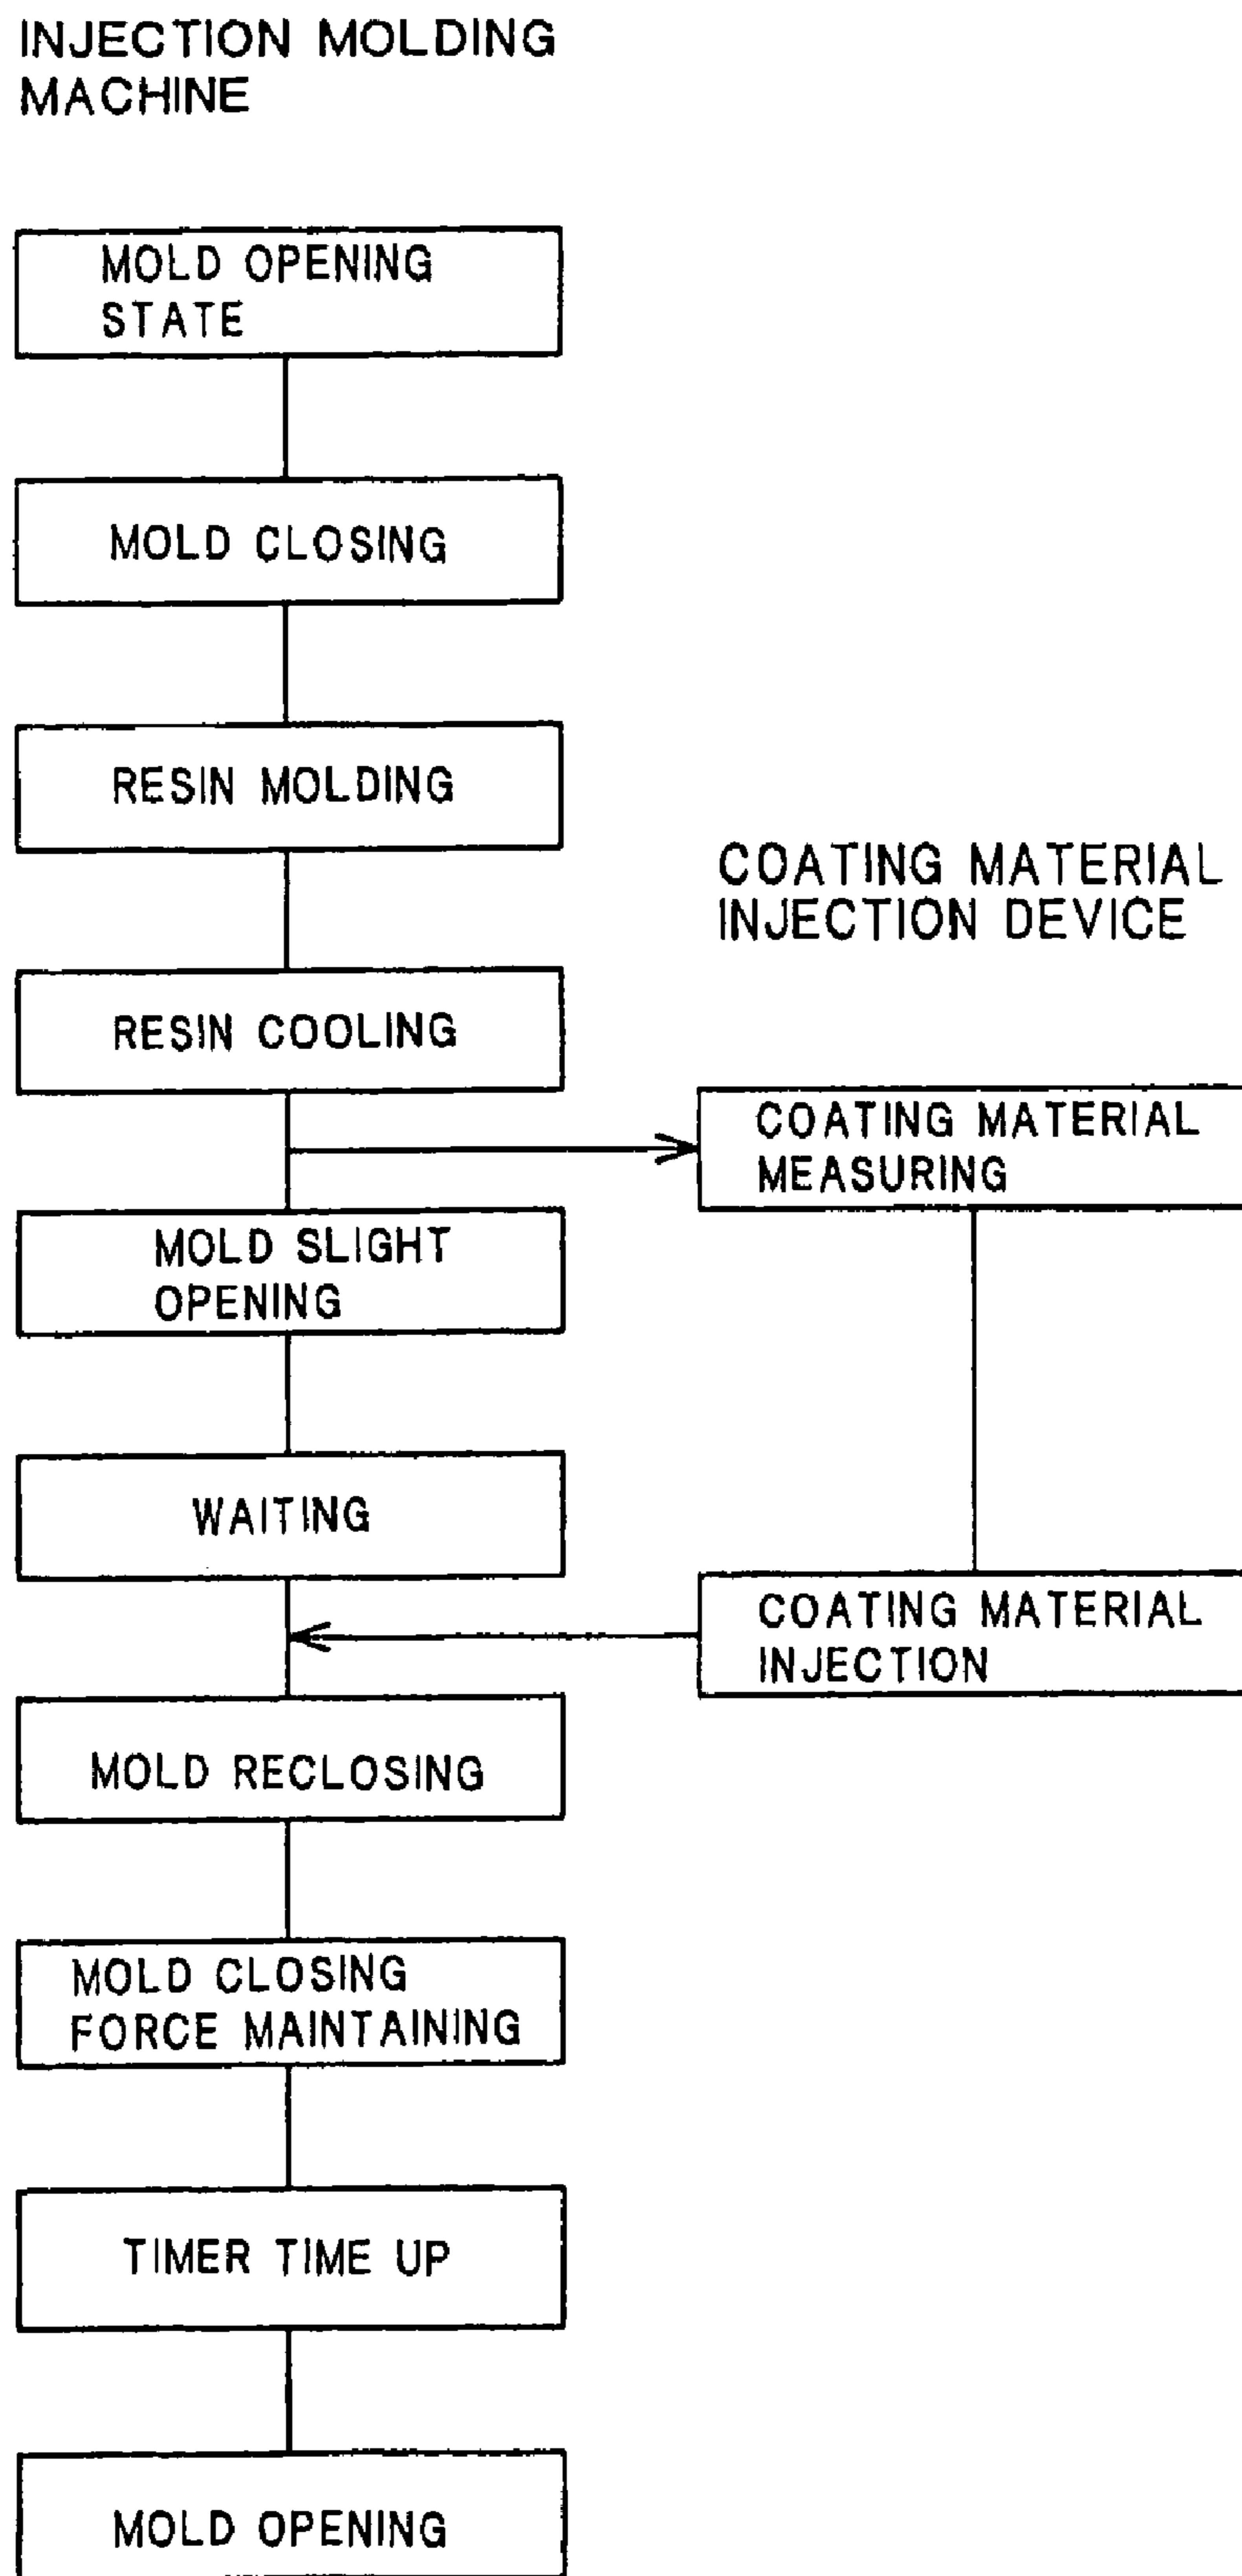 INJECTION MOLDING
MACHINE
MOLD OPENING
STATE
MOLD CLOSING
RESIN MOLDING
RESIN COOLING
MOLD SLIGHT
OPENING
WAITING
MOLD RECLOSING
MOLD CLOSING
FORCE MAINTAINING
TIMER TIME UP
MOLD OPENING
COATING MATERIAL
INJECTION DEVICE
COATING MATERIAL
MEASURING
COATING MATERIAL
INJECTION